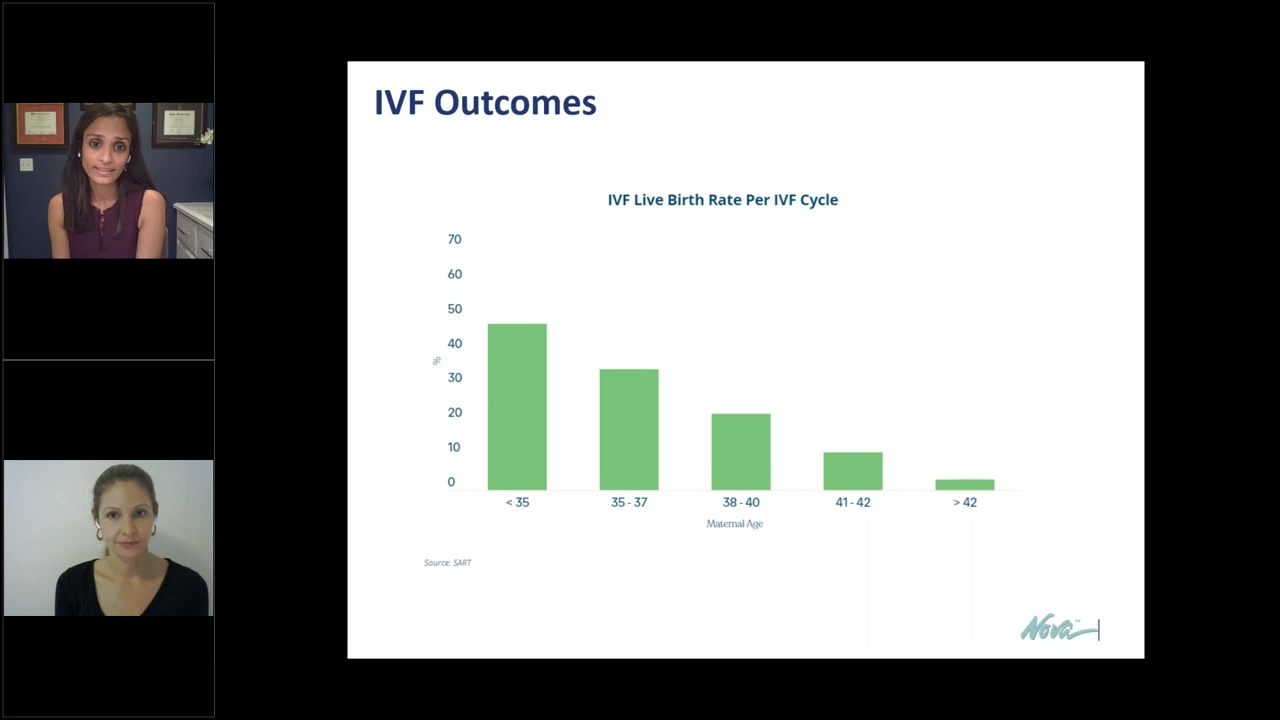 IVF Outcomes
IVF Live Birth Rate Per IVF Cycle
70
60
50
40
%
30
20
10
0
< 35
35 - 37
38 - 40
41 - 42
> 42
Maternal Age
Source: SART
Nova